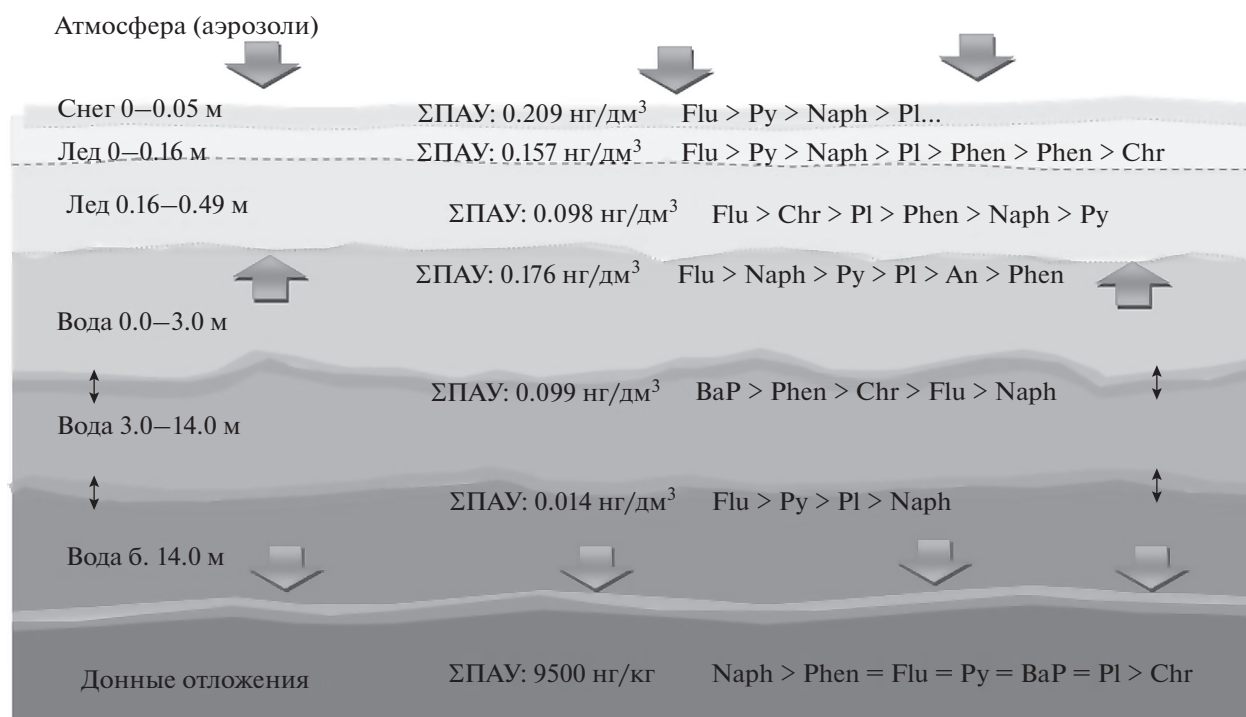 Атмосфера (аэрозоли)
Снег 0–0.05 м ΣПАУ: 0.209 нг/дм³ Flu > Py > Naph > Pl...
Лед 0–0.16 м ΣПАУ: 0.157 нг/дм³ Flu > Py > Naph > Pl > Phen > Phen > Chr
Лед 0.16–0.49 м ΣПАУ: 0.098 нг/дм³ Flu > Chr > Pl > Phen > Naph > Py
ΣПАУ: 0.176 нг/дм³ Flu > Naph > Py > Pl > An > Phen
Вода 0.0–3.0 м
ΣПАУ: 0.099 нг/дм³ BaP > Phen > Chr > Flu > Naph
Вода 3.0–14.0 м
ΣПАУ: 0.014 нг/дм³ Flu > Py > Pl > Naph
Вода б. 14.0 м
Донные отложения ΣПАУ: 9500 нг/кг Naph > Phen = Flu = Py = BaP = Pl > Chr